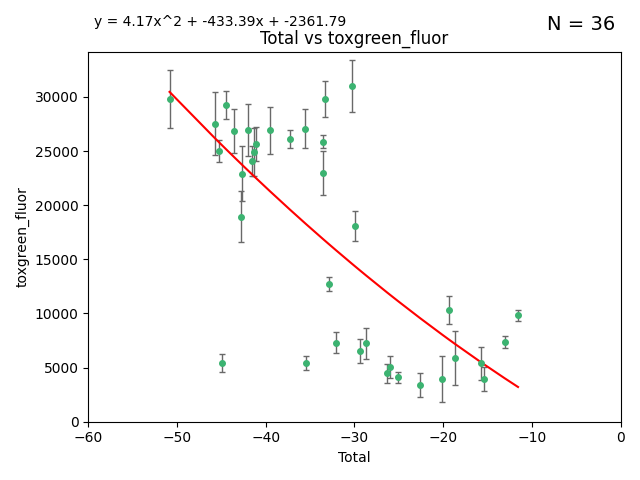 y = 4.17x^2 + -433.39x + -2361.79
N = 36
Total vs toxgreen_fluor
toxgreen_fluor
30000
25000
20000
15000
10000
5000
0
−60 −50 −40 −30 −20 −10 0
Total